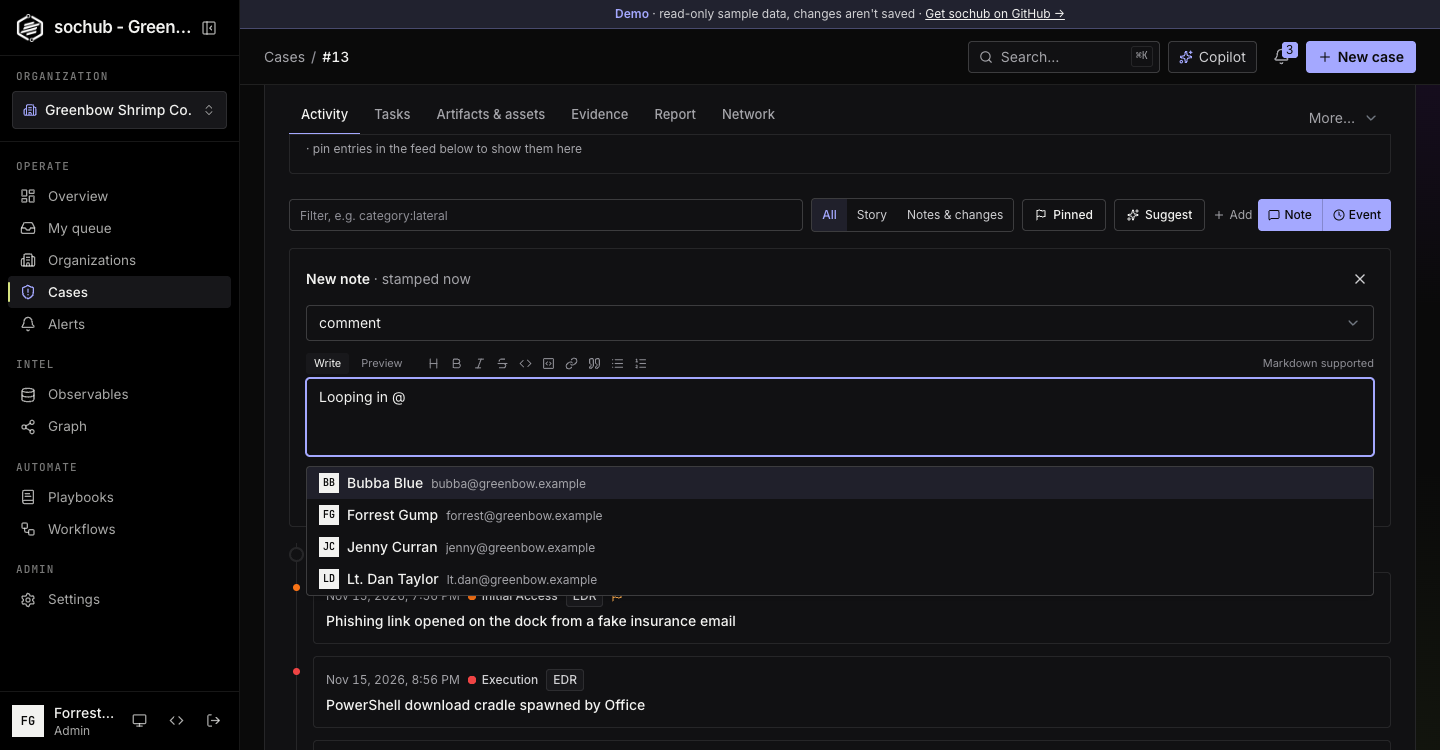 Demo · read-only sample data, changes aren't saved · Get sochub on GitHub →
sochub - Green...
ORGANIZATION
Greenbow Shrimp Co.
OPERATE
Overview
My queue
Organizations
Cases
Alerts
INTEL
Observables
Graph
AUTOMATE
Playbooks
Workflows
ADMIN
Settings
FG
Forrest...
Admin
Cases / #13
Search...
⌘K
Copilot
3
+ New case
Activity
Tasks
Artifacts & assets
Evidence
Report
Network
More...
· pin entries in the feed below to show them here
Filter, e.g. category:lateral
All
Story
Notes & changes
Pinned
Suggest
+ Add
Note
Event
New note · stamped now
comment
Write
Preview
Markdown supported
Looping in @
BB Bubba Blue bubba@greenbow.example
FG Forrest Gump forrest@greenbow.example
JC Jenny Curran jenny@greenbow.example
LD Lt. Dan Taylor lt.dan@greenbow.example
Nov 15, 2026, 7:56 PM Initial Access EDR
Phishing link opened on the dock from a fake insurance email
Nov 15, 2026, 8:56 PM Execution EDR
PowerShell download cradle spawned by Office